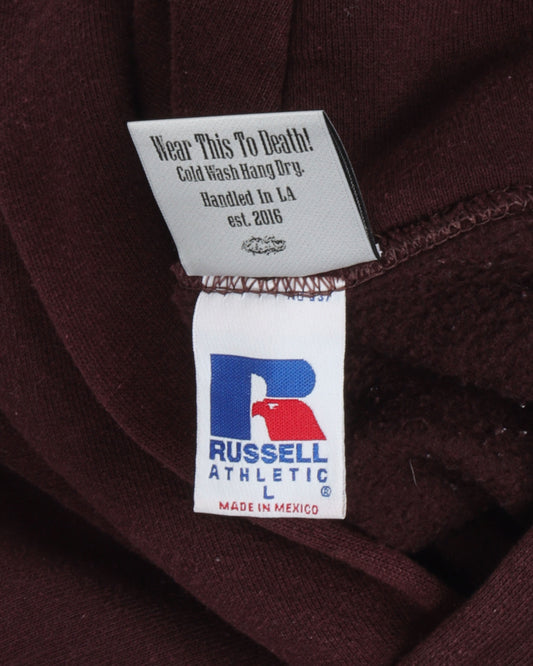 Wear This To Death!
Cold Wash Hang Dry.
Handled In LA
est. 2016
RUSSELL
ATHLETIC
L ®
MADE IN MEXICO